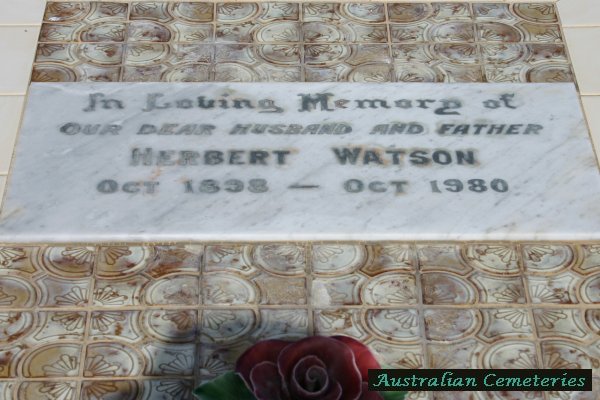 In Loving Memory of
OUR DEAR HUSBAND AND FATHER
HERBERT WATSON
OCT 1898 — OCT 1980
Australian Cemeteries